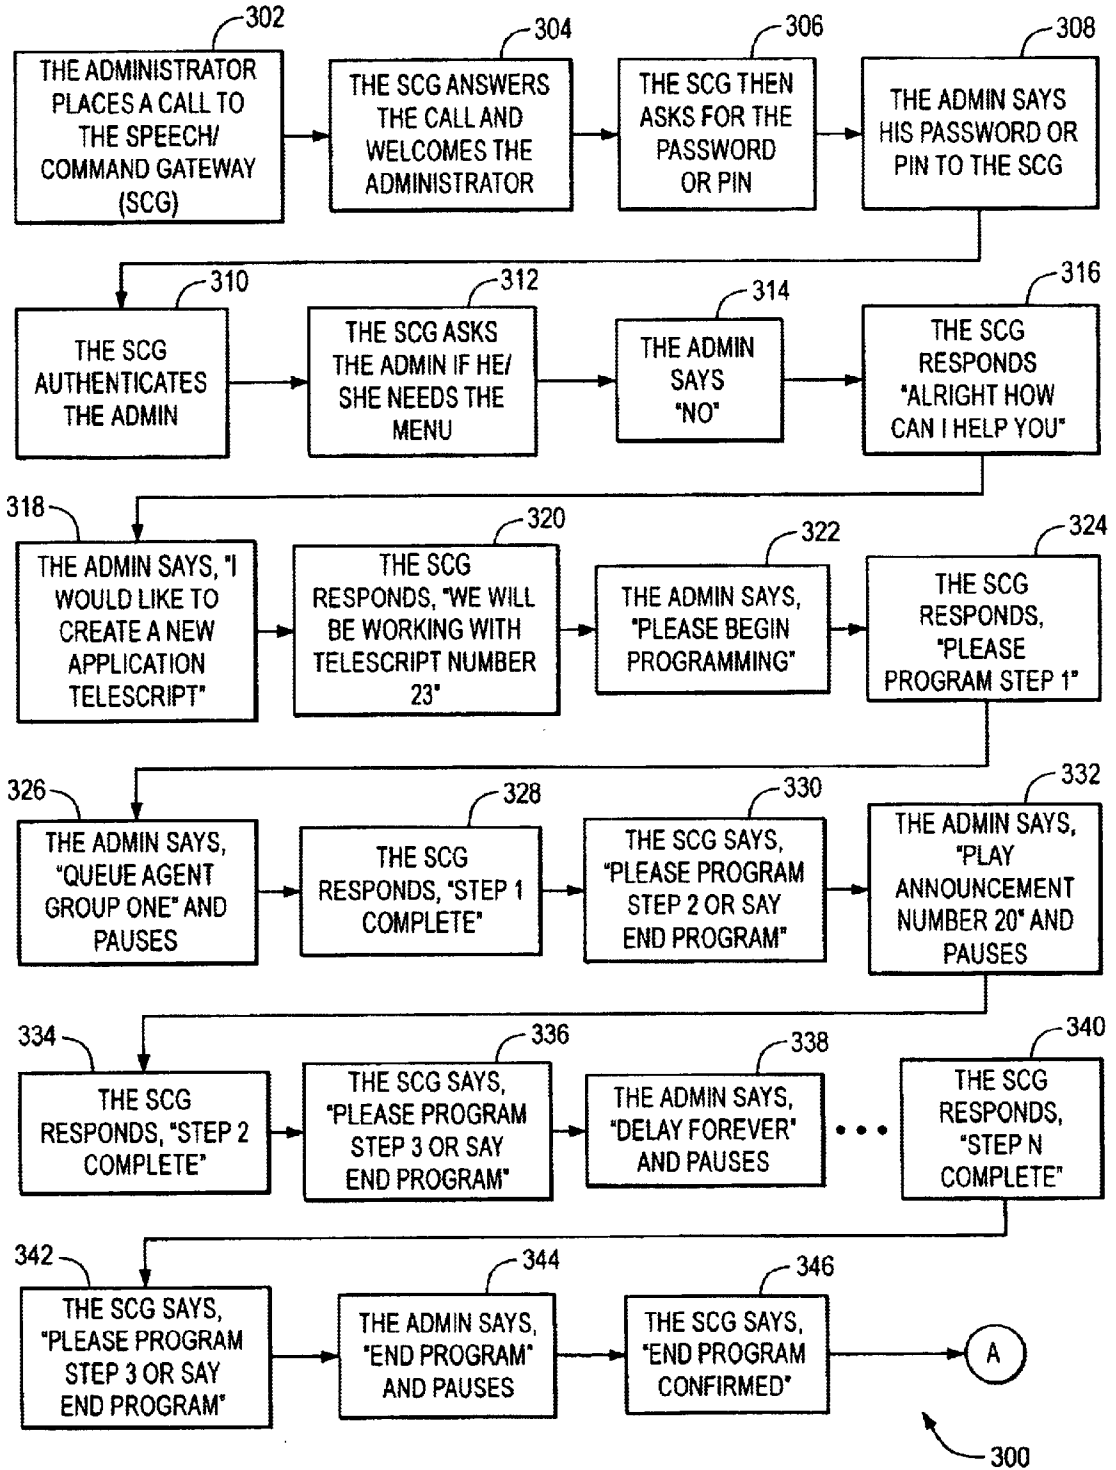 302
THE ADMINISTRATOR
PLACES A CALL TO
THE SPEECH/
COMMAND GATEWAY
(SCG)
304
THE SCG ANSWERS
THE CALL AND
WELCOMES THE
ADMINISTRATOR
306
THE SCG THEN
ASKS FOR THE
PASSWORD
OR PIN
308
THE ADMIN SAYS
HIS PASSWORD OR
PIN TO THE SCG
310
THE SCG
AUTHENTICATES
THE ADMIN
312
THE SCG ASKS
THE ADMIN IF HE/
SHE NEEDS THE
MENU
314
THE ADMIN
SAYS
"NO"
316
THE SCG
RESPONDS
"ALRIGHT HOW
CAN I HELP YOU"
318
THE ADMIN SAYS, "I
WOULD LIKE TO
CREATE A NEW
APPLICATION
TELESCRIPT"
320
THE SCG
RESPONDS, "WE WILL
BE WORKING WITH
TELESCRIPT NUMBER
23"
322
THE ADMIN SAYS,
"PLEASE BEGIN
PROGRAMMING"
324
THE SCG
RESPONDS,
"PLEASE
PROGRAM STEP 1"
326
THE ADMIN SAYS,
"QUEUE AGENT
GROUP ONE" AND
PAUSES
328
THE SCG
RESPONDS, "STEP 1
COMPLETE"
330
THE SCG SAYS,
"PLEASE PROGRAM
STEP 2 OR SAY
END PROGRAM"
332
THE ADMIN SAYS,
"PLAY
ANNOUNCEMENT
NUMBER 20" AND
PAUSES
334
THE SCG
RESPONDS, "STEP 2
COMPLETE"
336
THE SCG SAYS,
"PLEASE PROGRAM
STEP 3 OR SAY
END PROGRAM"
338
THE ADMIN SAYS,
"DELAY FOREVER"
AND PAUSES
• • •
340
THE SCG
RESPONDS,
"STEP N
COMPLETE"
342
THE SCG SAYS,
"PLEASE PROGRAM
STEP 3 OR SAY
END PROGRAM"
344
THE ADMIN SAYS,
"END PROGRAM"
AND PAUSES
346
THE SCG SAYS,
"END PROGRAM
CONFIRMED"
A
300